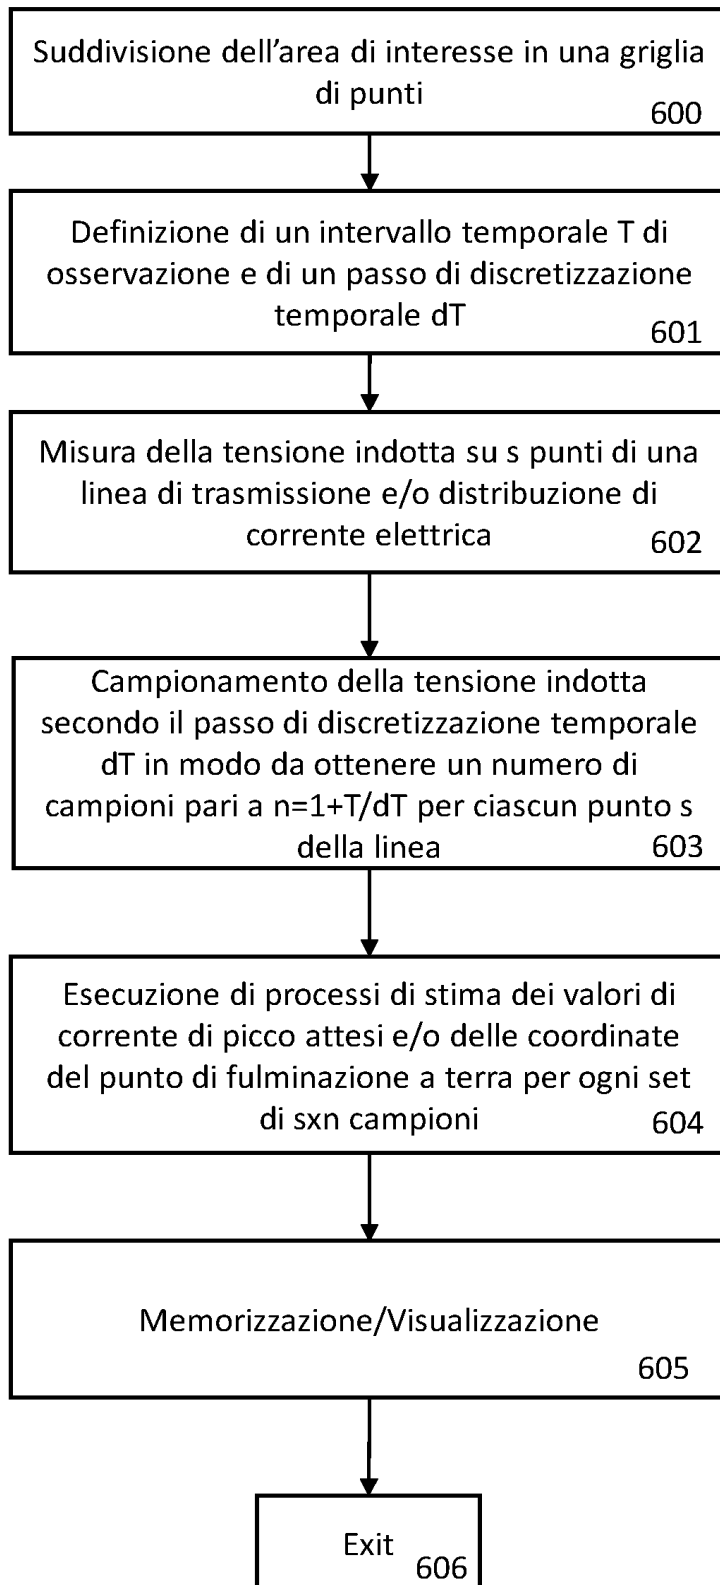 Suddivisione dell'area di interesse in una griglia
di punti
600
Definizione di un intervallo temporale T di
osservazione e di un passo di discretizzazione
temporale dT
601
Misura della tensione indotta su s punti di una
linea di trasmissione e/o distribuzione di
corrente elettrica
602
Campionamento della tensione indotta
secondo il passo di discretizzazione temporale
dT in modo da ottenere un numero di
campioni pari a n=1+T/dT per ciascun punto s
della linea
603
Esecuzione di processi di stima dei valori di
corrente di picco attesi e/o delle coordinate
del punto di fulminazione a terra per ogni set
di sxn campioni
604
Memorizzazione/Visualizzazione
605
Exit
606